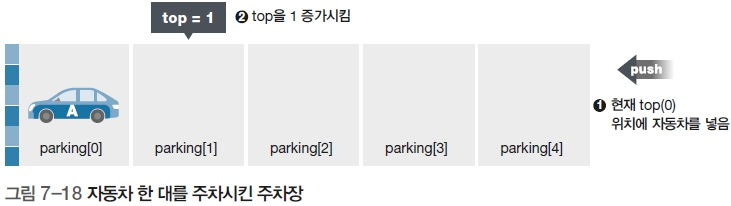 top = 1
❷ top을 1 증가시킴
push
❶ 현재 top(0)
위치에 자동차를 넣음
A
parking[0]
parking[1]
parking[2]
parking[3]
parking[4]
그림 7-18 자동차 한 대를 주차시킨 주차장